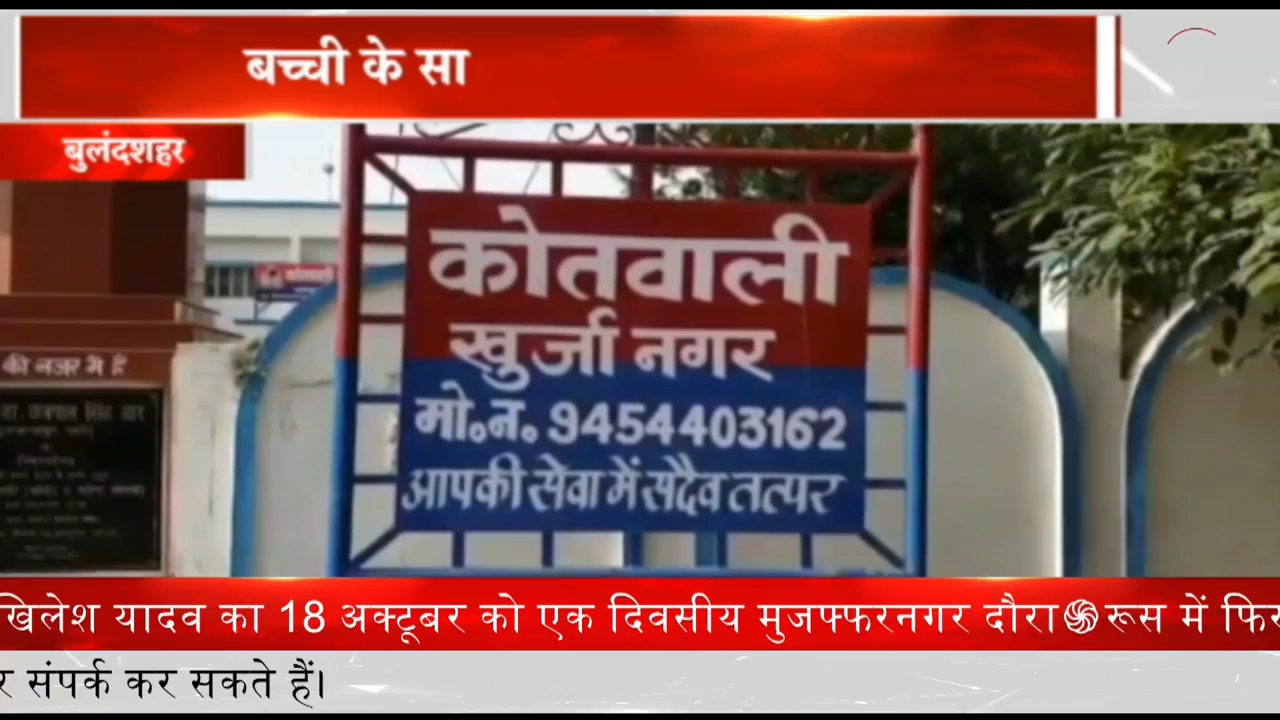 बच्ची के सा
बुलंदशहर
कोतवाली
खुर्जा नगर
मो.न. 9454403162
आपकी सेवा में सदैव तत्पर
की नजर में है
खिलेश यादव का 18 अक्टूबर को एक दिवसीय मुजफ्फरनगर दौरा रूस में फिर
र संपर्क कर सकते हैं।